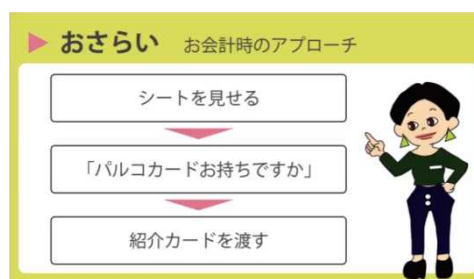 おさらい お会計時のアプローチ
シートを見せる
「パルコカードお持ちですか」
紹介カードを渡す